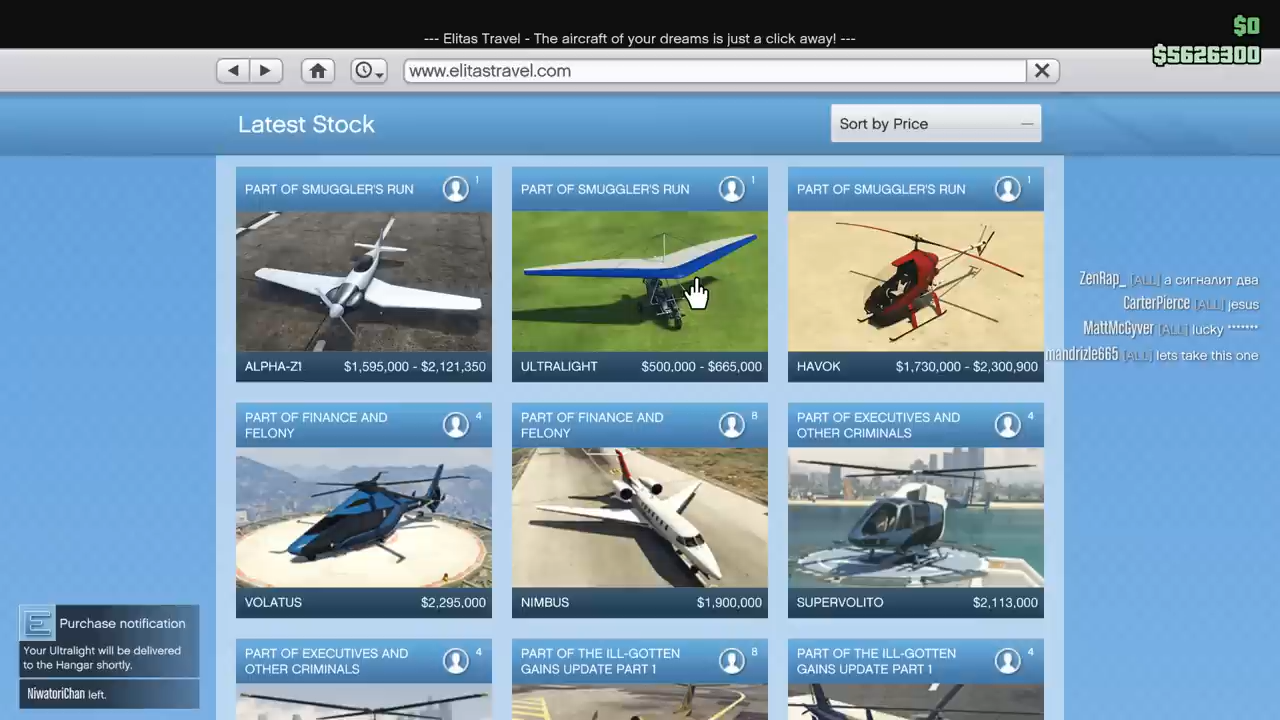 --- Elitas Travel - The aircraft of your dreams is just a click away! ---
$0
$5626300
www.elitastravel.com
Latest Stock
Sort by Price
PART OF SMUGGLER'S RUN
1
PART OF SMUGGLER'S RUN
1
PART OF SMUGGLER'S RUN
1
ALPHA-Z1 $1,595,000 - $2,121,350
ULTRALIGHT $500,000 - $665,000
HAVOK $1,730,000 - $2,300,900
ZenRap_ [ALL] а сигналит два
CarterPierce [ALL] jesus
MattMcGyver [ALL] lucky *******
mandrizle665 [ALL] lets take this one
PART OF FINANCE AND
FELONY
4
PART OF FINANCE AND
FELONY
8
PART OF EXECUTIVES AND
OTHER CRIMINALS
4
VOLATUS $2,295,000
NIMBUS $1,900,000
SUPERVOLITO $2,113,000
PART OF EXECUTIVES AND
OTHER CRIMINALS
4
PART OF THE ILL-GOTTEN
GAINS UPDATE PART 1
8
PART OF THE ILL-GOTTEN
GAINS UPDATE PART 1
4
Purchase notification
Your Ultralight will be delivered
to the Hangar shortly.
NiwatoriChan left.